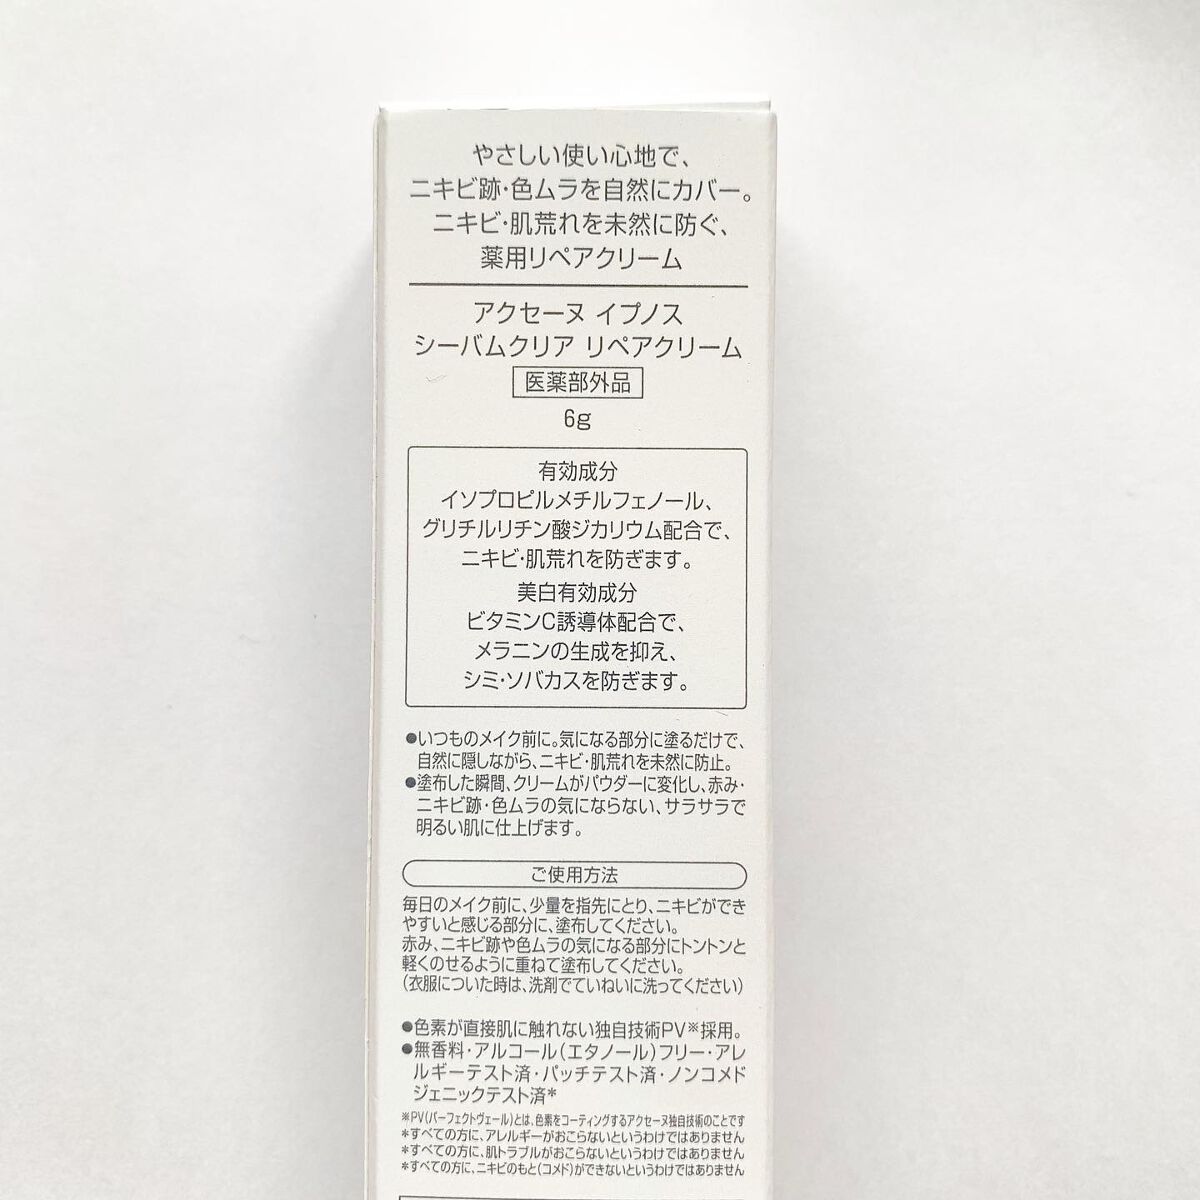 やさしい使い心地で、
ニキビ跡・色ムラを自然にカバー。
ニキビ・肌荒れを未然に防ぐ、
薬用リペアクリーム
アクセーヌ イプノス
シーバムクリア リペアクリーム
医薬部外品
6g
有効成分
イソプロピルメチルフェノール、
グリチルリチン酸ジカリウム配合で、
ニキビ・肌荒れを防ぎます。
美白有効成分
ビタミンC誘導体配合で、
メラニンの生成を抑え、
シミ・ソバカスを防ぎます。
●いつものメイク前に。気になる部分に塗るだけで、
自然に隠しながら、ニキビ・肌荒れを未然に防止。
●塗布した瞬間、クリームがパウダーに変化し、赤み・
ニキビ跡・色ムラの気にならない、サラサラで
明るい肌に仕上げます。
ご使用方法
毎日のメイク前に、少量を指先にとり、ニキビができ
やすいと感じる部分に、塗布してください。
赤み、ニキビ跡や色ムラの気になる部分にトントンと
軽くのせるように重ねて塗布してください。
(衣服についた時は、洗剤でていねいに洗ってください)
●色素が直接肌に触れない独自技術PV※採用。
●無香料・アルコール(エタノール)フリー・アレ
ルギーテスト済・パッチテスト済・ノンコメド
ジェニックテスト済*
※PV(パーフェクトヴェール)とは、色素をコーティングするアクセーヌ独自技術のことです
*すべての方に、アレルギーがおこらないというわけではありません
*すべての方に、肌トラブルがおこらないというわけではありません
*すべての方に、ニキビのもと(コメド)ができないというわけではありません